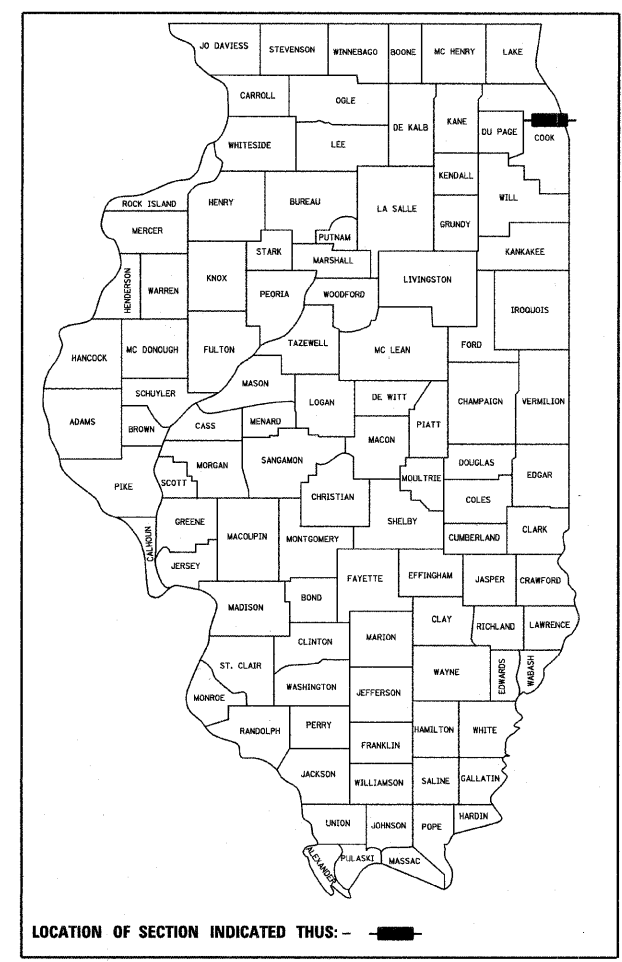 JO DAVIESS STEVENSON WINNEBAGO BOONE MC HENRY LAKE
CARROLL OGLE DE KALB KANE DU PAGE COOK
WHITESIDE LEE
KENDALL
ROCK ISLAND HENRY BUREAU LA SALLE GRUNDY WILL
MERCER STARK PUTNAM
MARSHALL KANKAKEE
HENDERSON WARREN KNOX PEORIA WOODFORD LIVINGSTON IROQUOIS
HANCOCK MC DONOUGH FULTON TAZEWELL MC LEAN FORD
MASON
SCHUYLER LOGAN DE WITT CHAMPAIGN VERMILION
ADAMS BROWN CASS MENARD MACON PIATT
PIKE SCOTT MORGAN SANGAMON CHRISTIAN MOULTRIE DOUGLAS EDGAR
COLES
CALHOUN GREENE MACOUPIN MONTGOMERY SHELBY CUMBERLAND CLARK
JERSEY FAYETTE EFFINGHAM JASPER CRAWFORD
MADISON BOND
CLAY RICHLAND LAWRENCE
CLINTON MARION
ST. CLAIR WAYNE EDWARDS WABASH
MONROE WASHINGTON JEFFERSON
RANDOLPH PERRY HAMILTON WHITE
FRANKLIN
JACKSON WILLIAMSON SALINE GALLATIN
UNION JOHNSON POPE HARDIN
ALEXANDER PULASKI MASSAC
LOCATION OF SECTION INDICATED THUS: –